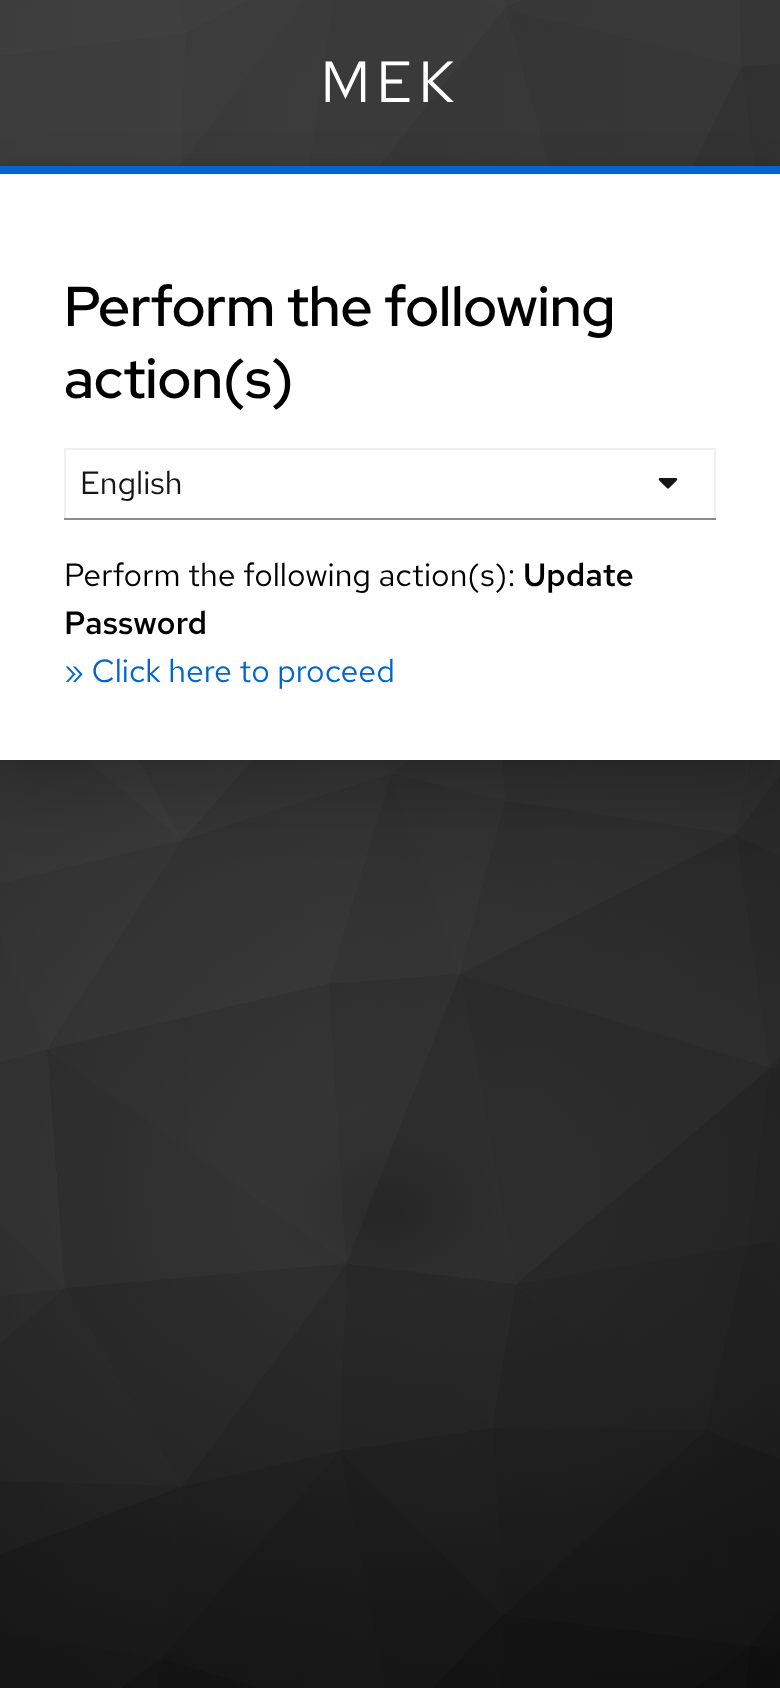 MEK
Perform the following
action(s)
English
Perform the following action(s): Update
Password
» Click here to proceed